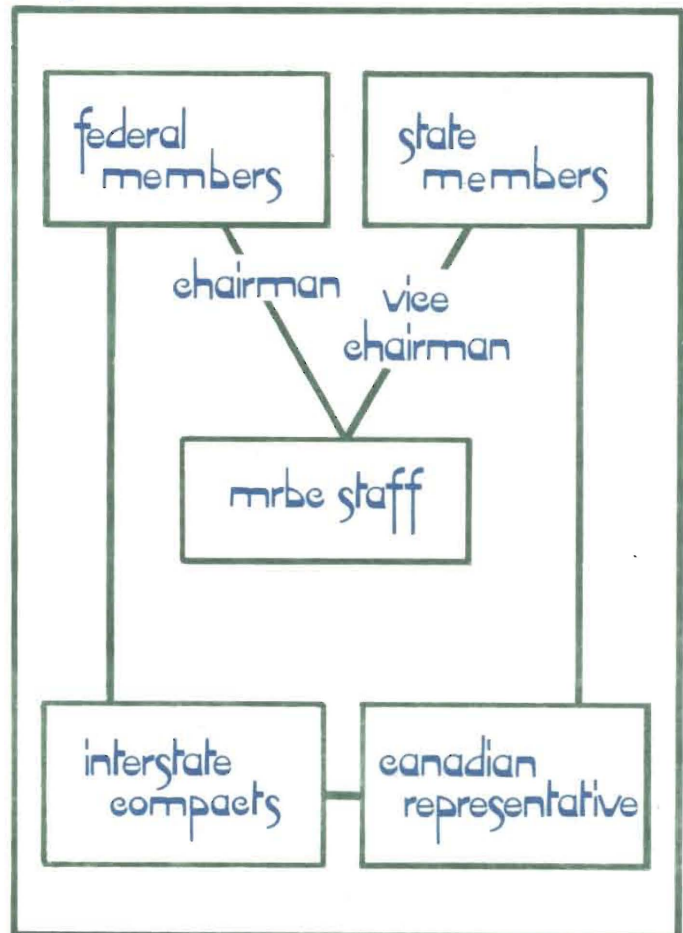 federal
members
state
members
chairman
vice
chairman
mrbc staff
interstate
compacts
canadian
representative